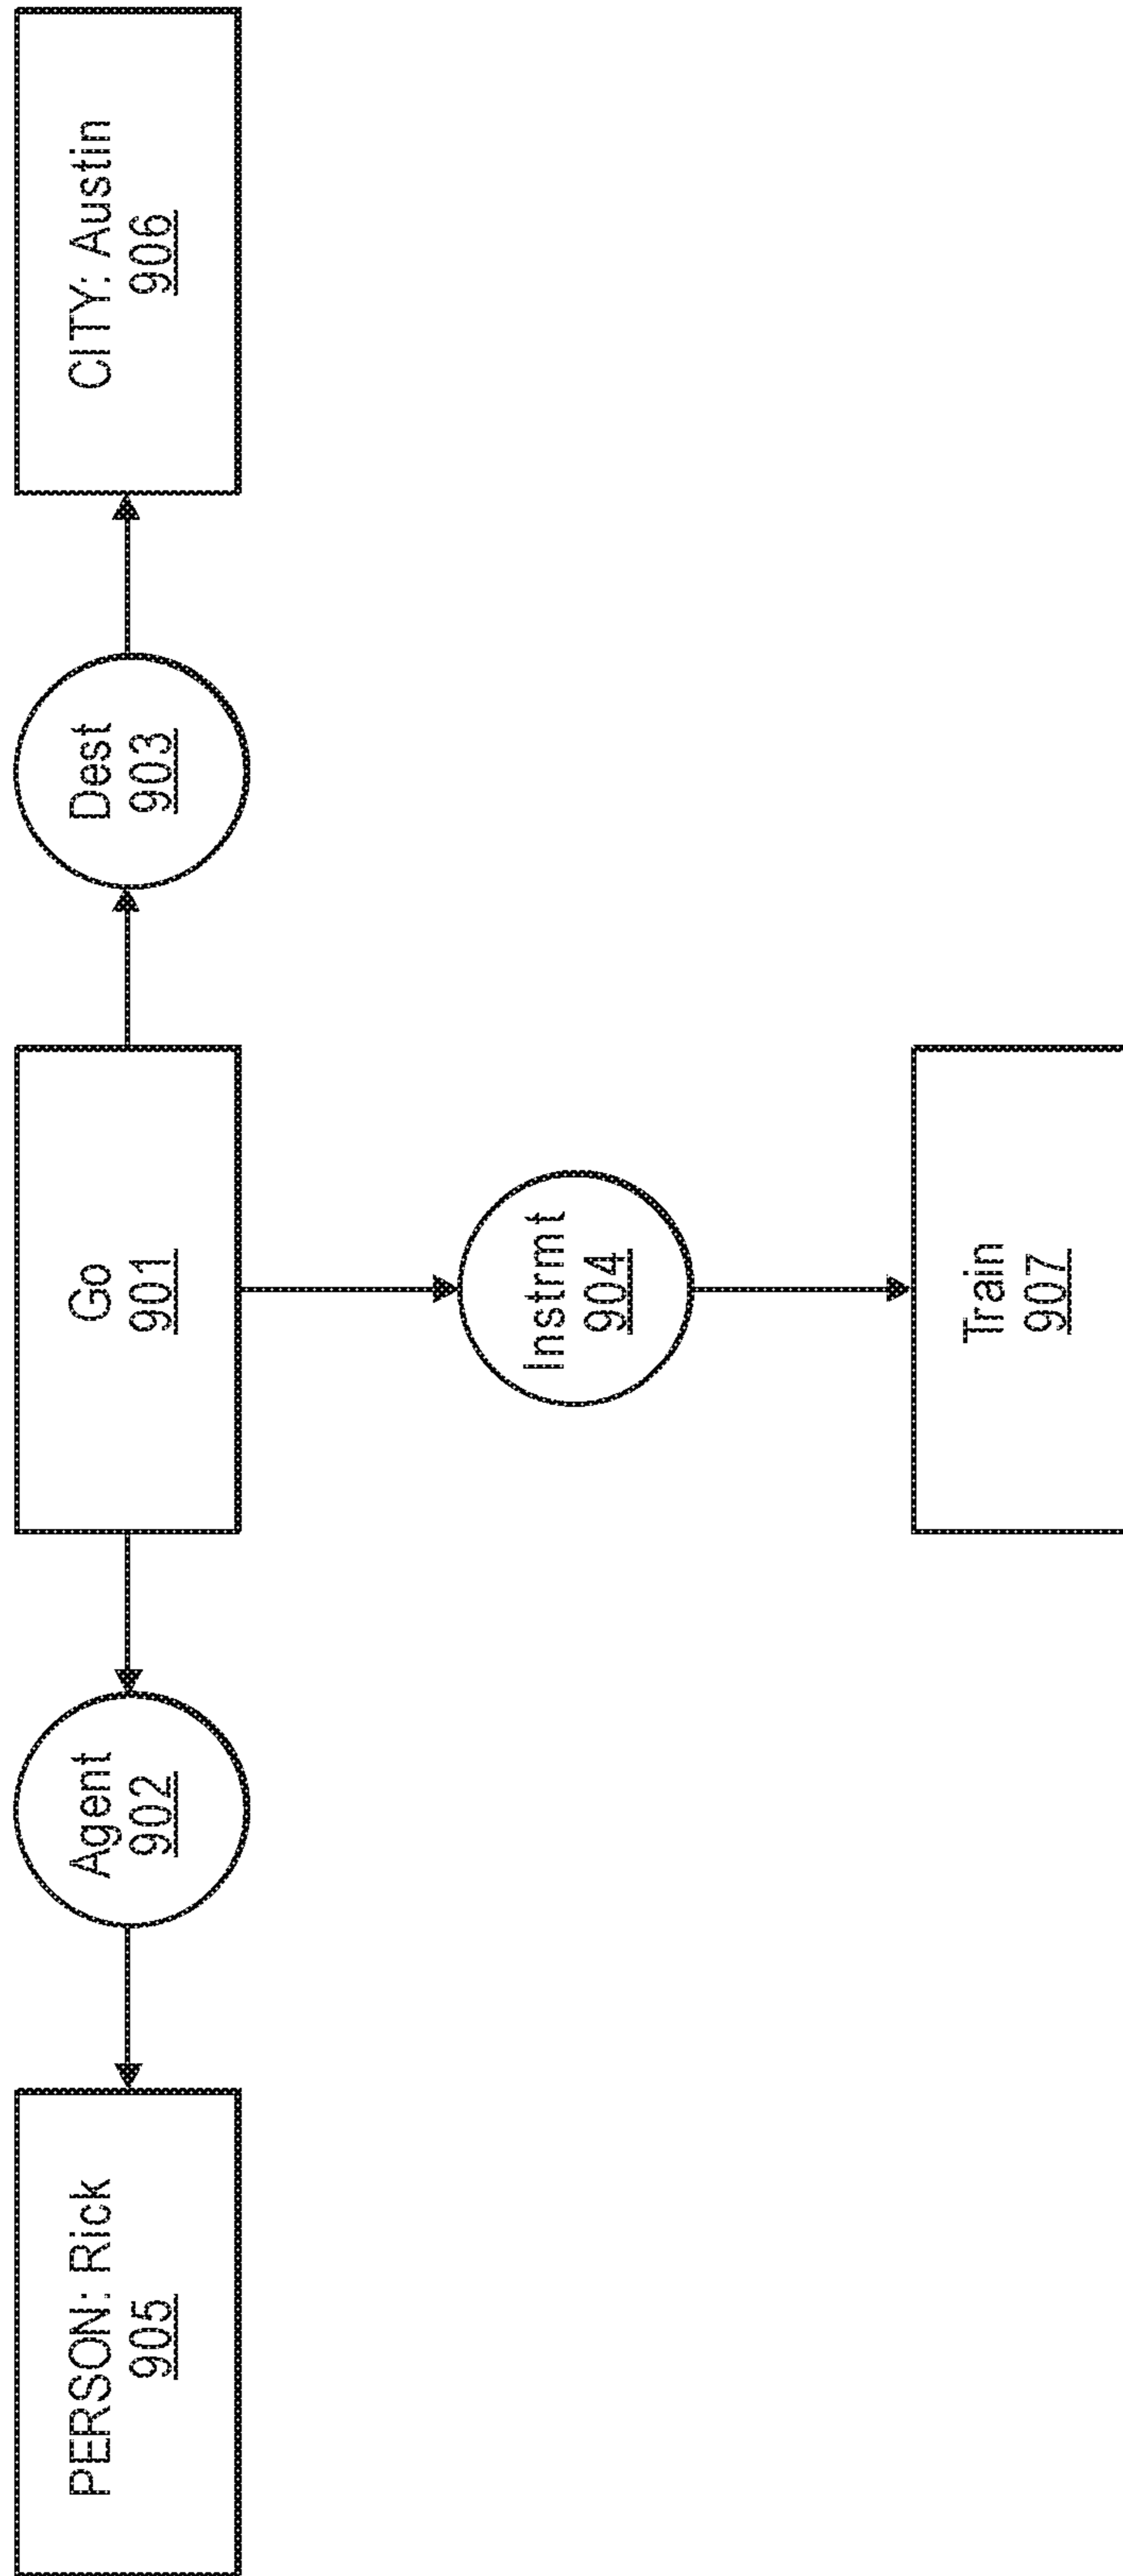 PERSON: Rick
905
Agent
902
Go
901
Dest
903
CITY: Austin
906
Instrmt
904
Train
907